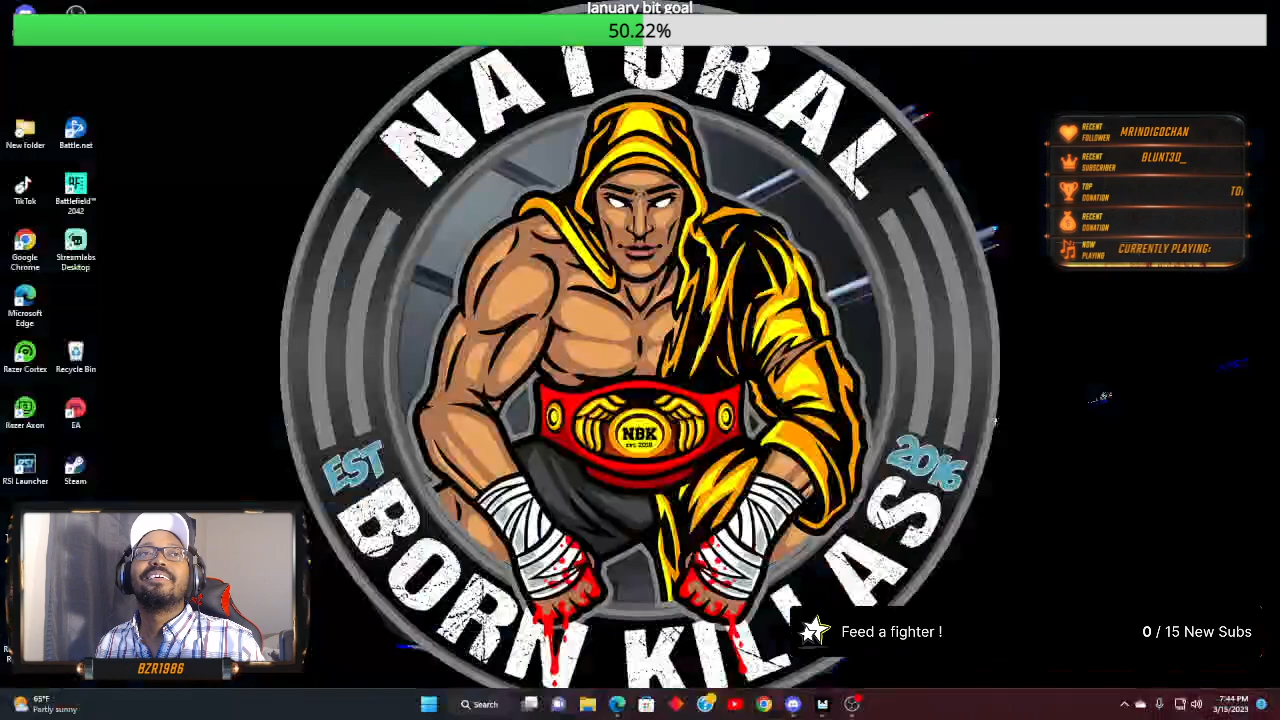 January bit goal
50.22%
NATURAL
BORN KILLAS
EST
2016
NBK
EST. 2016
New folder
Battle.net
TikTok
Battlefield™
2042
Google
Chrome
Streamlabs
Desktop
Microsoft
Edge
Razer Cortex
Recycle Bin
Razer Axon
EA
RSI Launcher
Steam
RECENT
FOLLOWER
MRINDIGOCHAN
RECENT
SUBSCRIBER
BLUNT30_
TOP
DONATION
TO
RECENT
DONATION
NOW
PLAYING
CURRENTLY PLAYING:
BZR1986
Feed a fighter !
0 / 15 New Subs
65°F
Partly sunny
Search
7:44 PM
3/15/2023